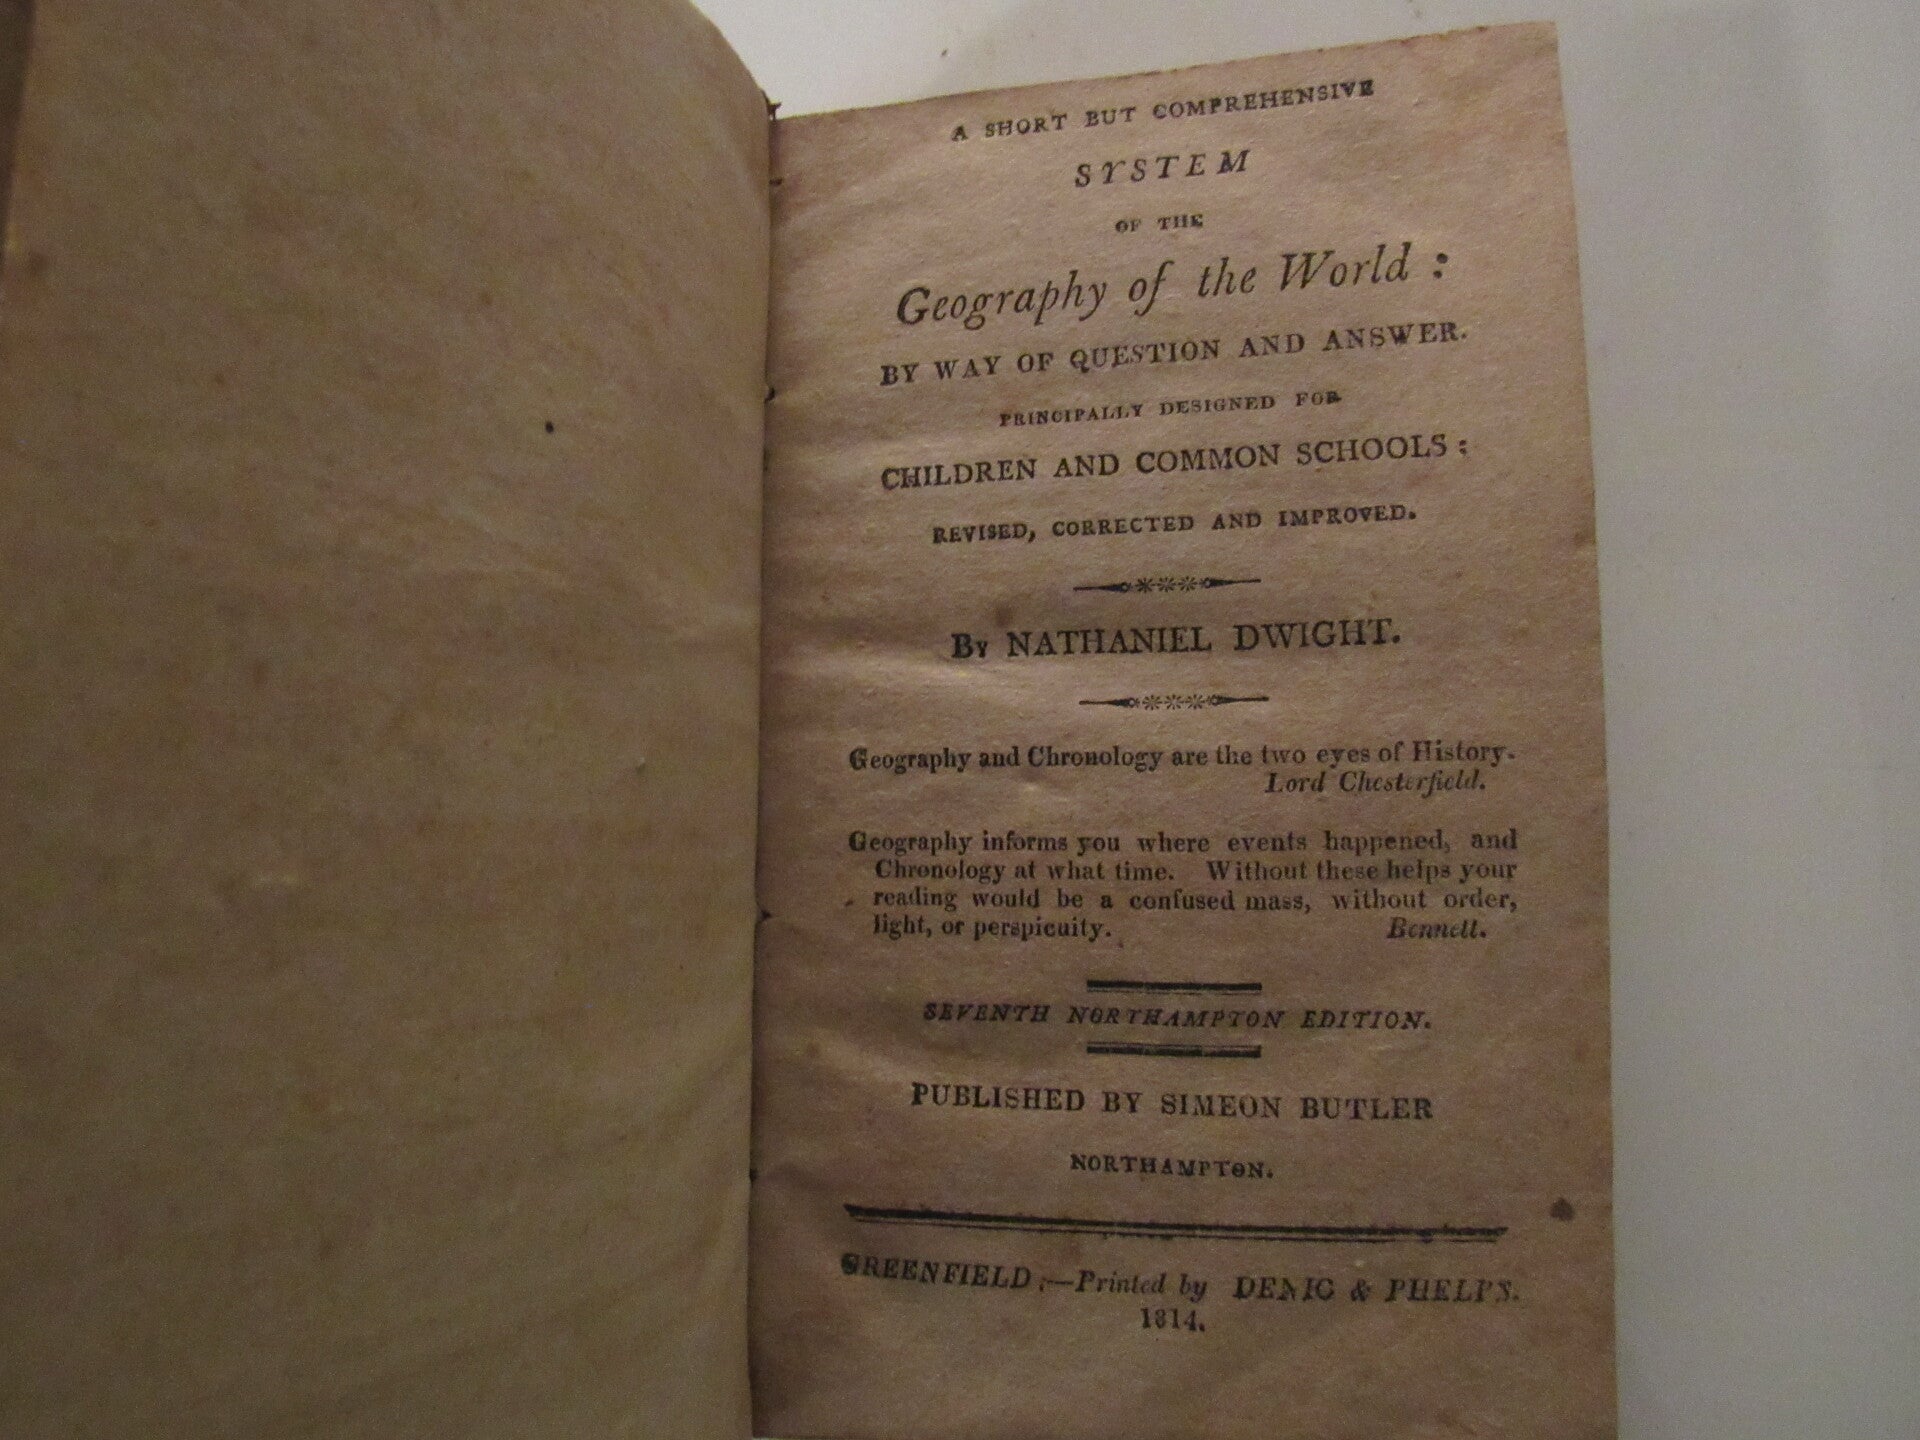 A SHORT BUT COMPREHENSIVE
SYSTEM
OF THE
Geography of the World :
BY WAY OF QUESTION AND ANSWER.
PRINCIPALLY DESIGNED FOR
CHILDREN AND COMMON SCHOOLS :
REVISED, CORRECTED AND IMPROVED.
By NATHANIEL DWIGHT.
Geography and Chronology are the two eyes of History.
Lord Chesterfield.
Geography informs you where events happened, and
Chronology at what time. Without these helps your
reading would be a confused mass, without order,
light, or perspicuity. Bennett.
SEVENTH NORTHAMPTON EDITION.
PUBLISHED BY SIMEON BUTLER
NORTHAMPTON.
GREENFIELD :—Printed by DENIO & PHELPS.
1814.